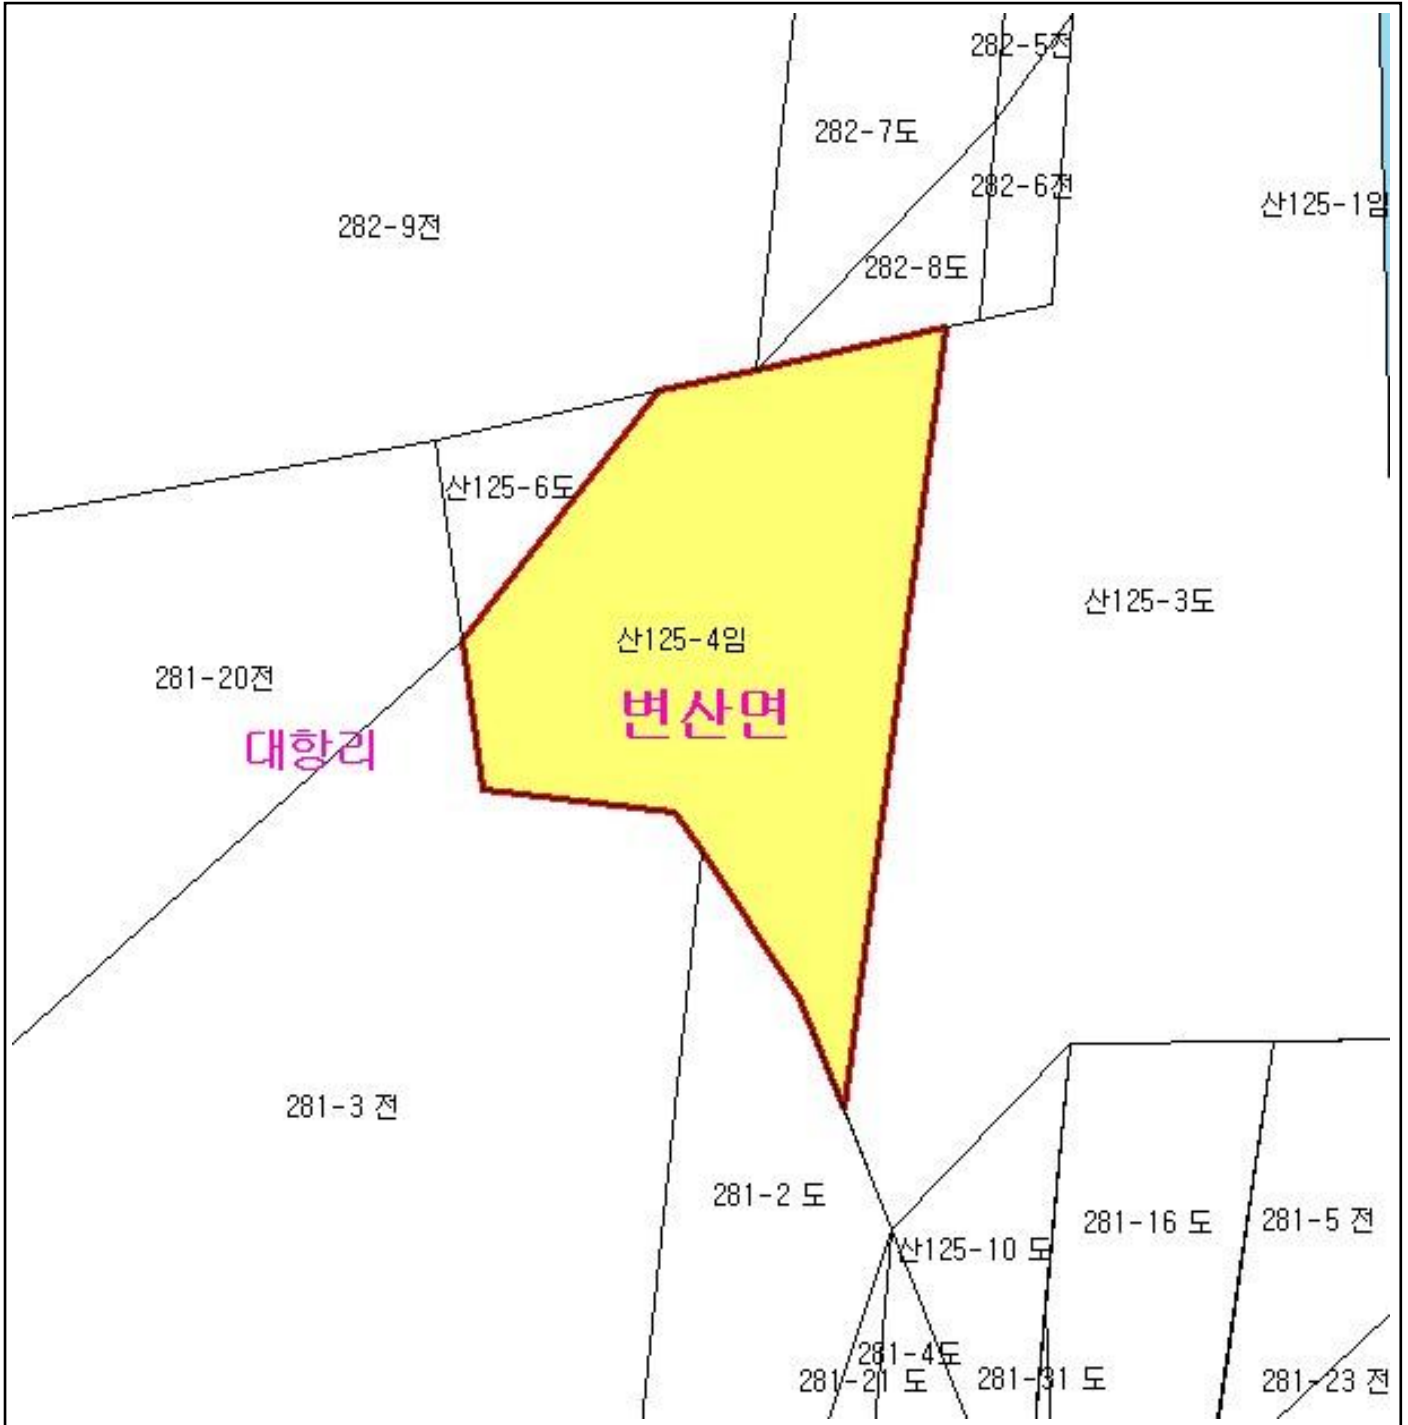 282-5전
282-7도
282-6전
산125-1임
282-9전
282-8도
산125-6도
산125-3도
산125-4임
281-20전
변산면
대항리
281-3 전
281-2 도
281-16 도
281-5 전
산125-10 도
281-4도
281-21 도
281-31 도
281-23 전